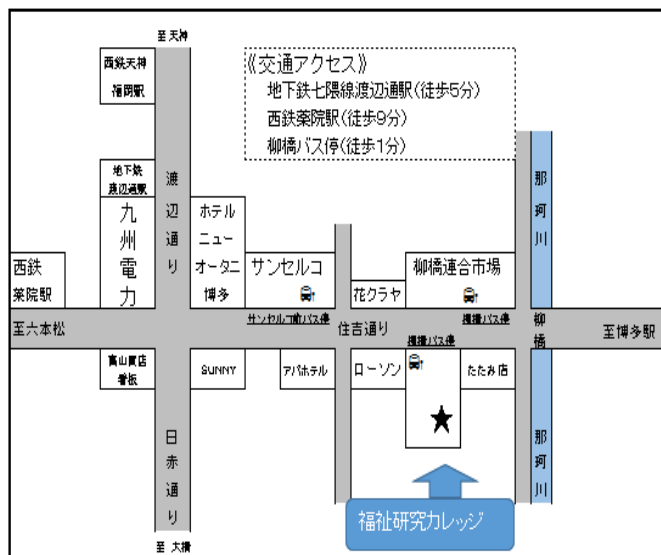 至 天神
西鉄天神
福岡駅
《交通アクセス》
地下鉄七隈線渡辺通駅(徒歩5分)
西鉄薬院駅(徒歩9分)
柳橋バス停(徒歩1分)
地下鉄
渡辺通駅
渡辺通り
那珂川
九州電力
ホテル
ニュー
オータニ
博多
西鉄
薬院駅
サンセルコ
花クラヤ
柳橋連合市場
サンセルコ前バス停
柳橋バス停
至六本松
住吉通り
柳橋
至博多駅
柳橋バス停
高山質店
看板
SUNNY
アパホテル
ローソン
たたみ店
★
日赤通り
那珂川
福祉研究カレッジ
至 大橋